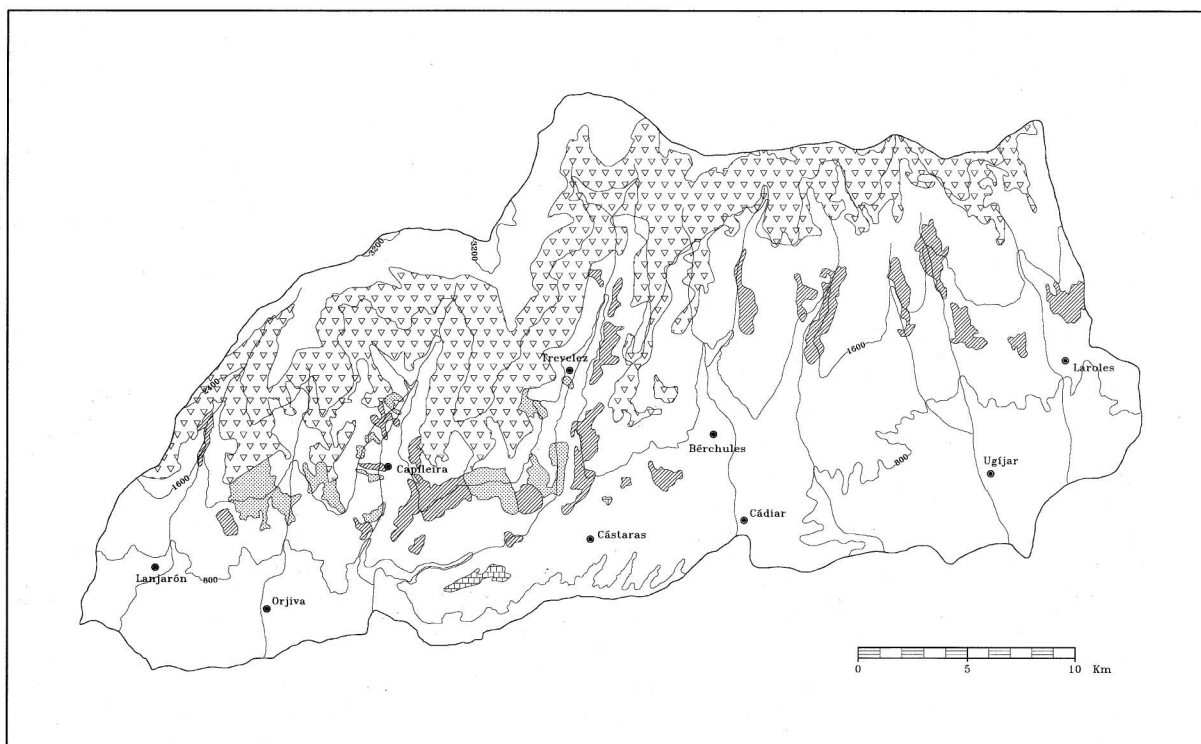 3200
3200
2400
Trevelez
1600
Laroles
Bérchules
Capileira
1600
800
Ugíjar
Cádiar
Cástaras
Lanjarón
800
Orjiva
0 5 10 Km